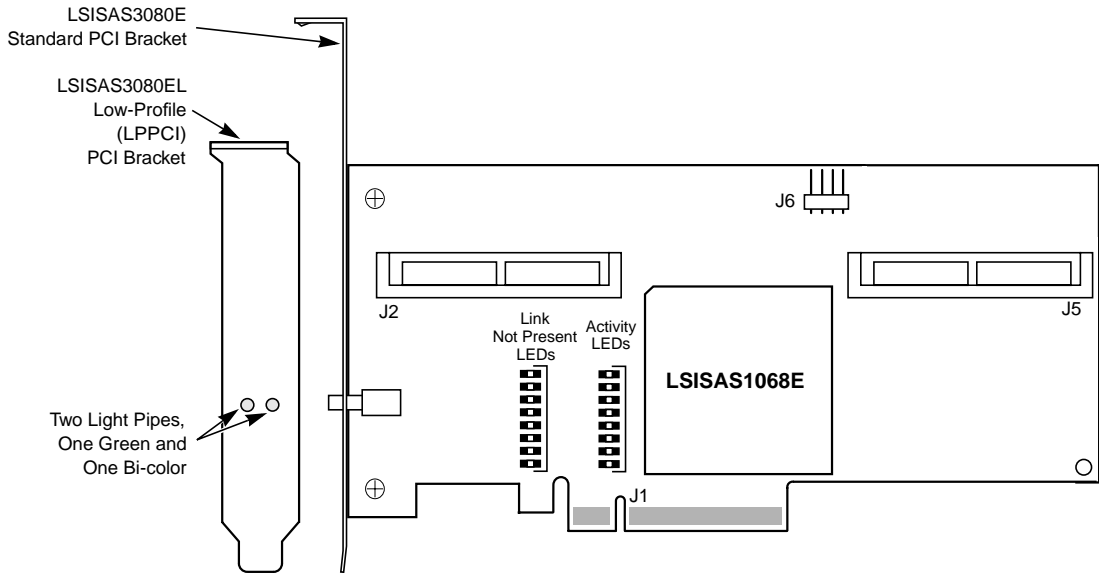 LSISAS3080E
Standard PCI Bracket
LSISAS3080EL
Low-Profile
(LPPCI)
PCI Bracket
J6
J2
J5
Link
Not Present
LEDs
Activity
LEDs
LSISAS1068E
Two Light Pipes,
One Green and
One Bi-color
J1